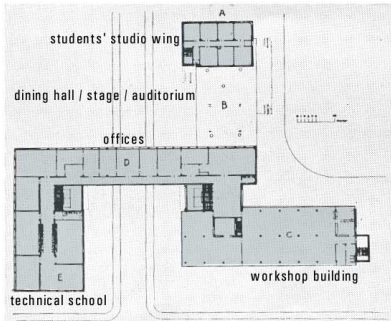 A
students' studio wing
dining hall / stage / auditorium
B
offices
D
C
E
workshop building
technical school